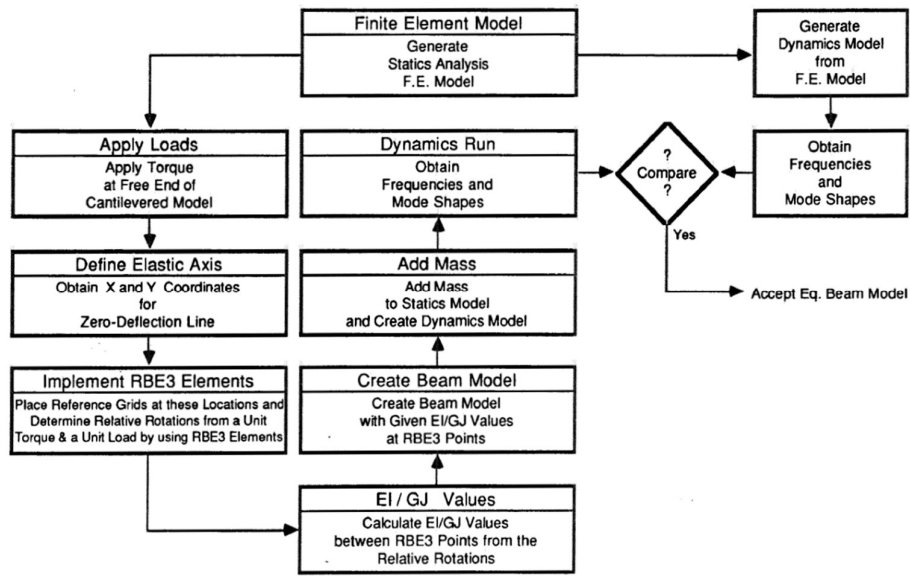 Finite Element Model
Generate
Statics Analysis
F.E. Model
Generate
Dynamics Model
from
F.E. Model
Apply Loads
Apply Torque
at Free End of
Cantilevered Model
Dynamics Run
Obtain
Frequencies and
Mode Shapes
?
Compare
?
Yes
Obtain
Frequencies
and
Mode Shapes
Define Elastic Axis
Obtain X and Y Coordinates
for
Zero-Deflection Line
Add Mass
Add Mass
to Statics Model
and Create Dynamics Model
Accept Eq. Beam Model
Implement RBE3 Elements
Place Reference Grids at these Locations and
Determine Relative Rotations from a Unit
Torque & a Unit Load by using RBE3 Elements
Create Beam Model
Create Beam Model
with Given EI/GJ Values
at RBE3 Points
EI / GJ Values
Calculate EI/GJ Values
between RBE3 Points from the
Relative Rotations